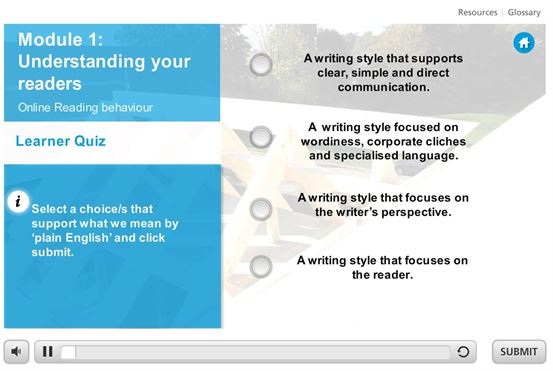 Resources | Glossary
Module 1:
Understanding your
readers
Online Reading behaviour
Learner Quiz
i
Select a choice/s that
support what we mean by
‘plain English’ and click
submit.
A writing style that supports
clear, simple and direct
communication.
A writing style focused on
wordiness, corporate cliches
and specialised language.
A writing style that focuses on
the writer’s perspective.
A writing style that focuses on
the reader.
SUBMIT